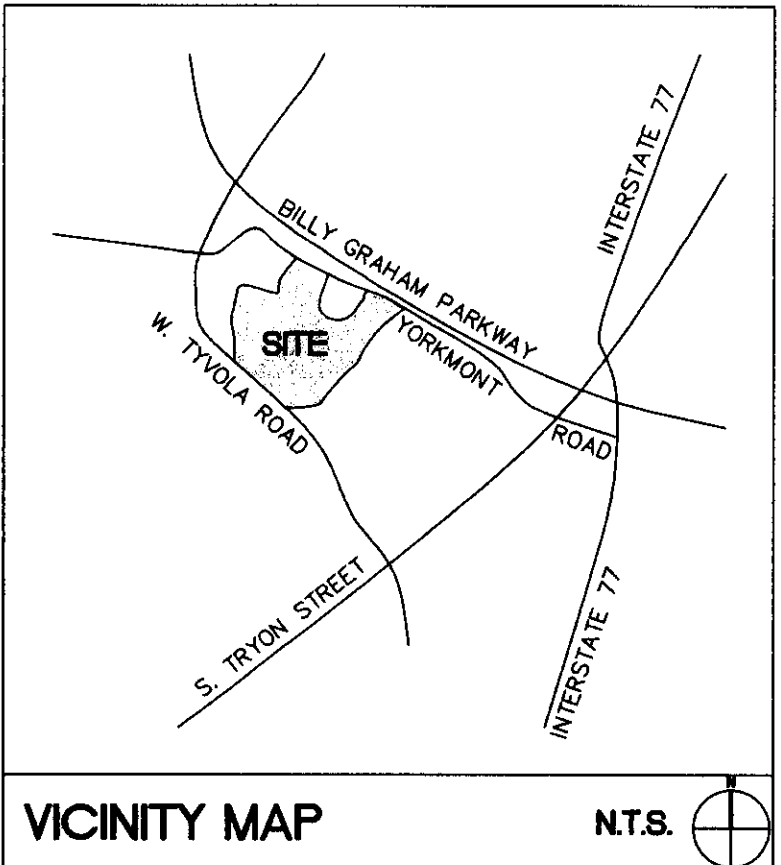 INTERSTATE 77
BILLY GRAHAM PARKWAY
SITE
YORKMONT
ROAD
W. TYVOLA ROAD
S. TRYON STREET
INTERSTATE 77
VICINITY MAP
N.T.S.
N